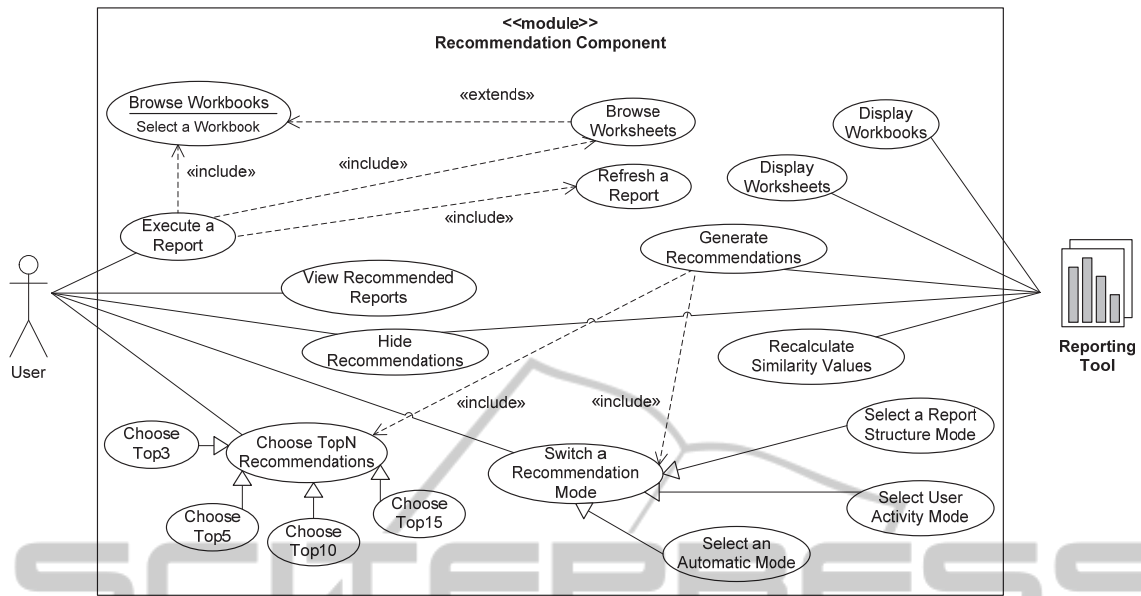 <<module>>
Recommendation Component
Browse Workbooks
Select a Workbook
«extends»
Browse
Worksheets
Display
Workbooks
«include»
«include»
Refresh a
Report
Display
Worksheets
«include»
Execute a
Report
Generate
Recommendations
View Recommended
Reports
User
Hide
Recommendations
Recalculate
Similarity Values
Reporting
Tool
«include»
«include»
Choose
Top3
Choose TopN
Recommendations
Switch a
Recommendation
Mode
Select a Report
Structure Mode
Choose
Top5
Choose
Top10
Choose
Top15
Select User
Activity Mode
Select an
Automatic Mode
SCITEPRESS